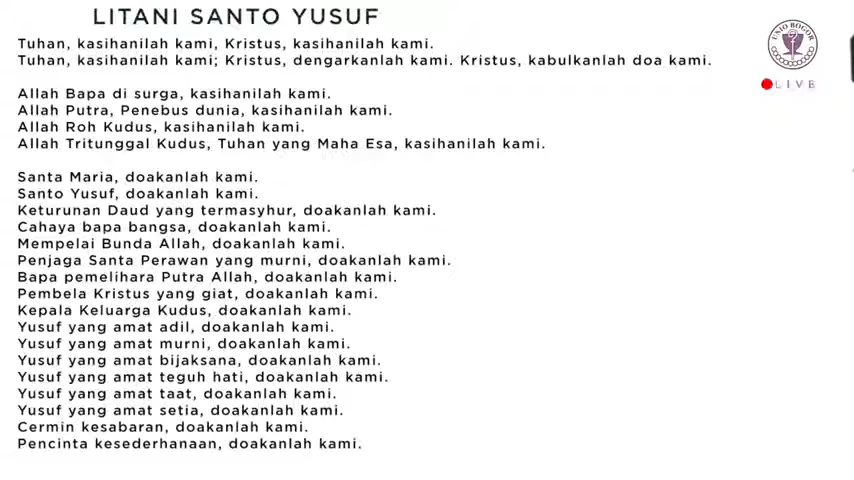 LITANI SANTO YUSUF
Tuhan, kasihanilah kami, Kristus, kasihanilah kami.
Tuhan, kasihanilah kami; Kristus, dengarkanlah kami. Kristus, kabulkanlah doa kami.
Allah Bapa di surga, kasihanilah kami.
Allah Putra, Penebus dunia, kasihanilah kami.
Allah Roh Kudus, kasihanilah kami.
Allah Tritunggal Kudus, Tuhan yang Maha Esa, kasihanilah kami.
Santa Maria, doakanlah kami.
Santo Yusuf, doakanlah kami.
Keturunan Daud yang termasyhur, doakanlah kami.
Cahaya bapa bangsa, doakanlah kami.
Mempelai Bunda Allah, doakanlah kami.
Penjaga Santa Perawan yang murni, doakanlah kami.
Bapa pemelihara Putra Allah, doakanlah kami.
Pembela Kristus yang giat, doakanlah kami.
Kepala Keluarga Kudus, doakanlah kami.
Yusuf yang amat adil, doakanlah kami.
Yusuf yang amat murni, doakanlah kami.
Yusuf yang amat bijaksana, doakanlah kami.
Yusuf yang amat teguh hati, doakanlah kami.
Yusuf yang amat taat, doakanlah kami.
Yusuf yang amat setia, doakanlah kami.
Cermin kesabaran, doakanlah kami.
Pencinta kesederhanaan, doakanlah kami.
UNIO BOGOR
LIVE